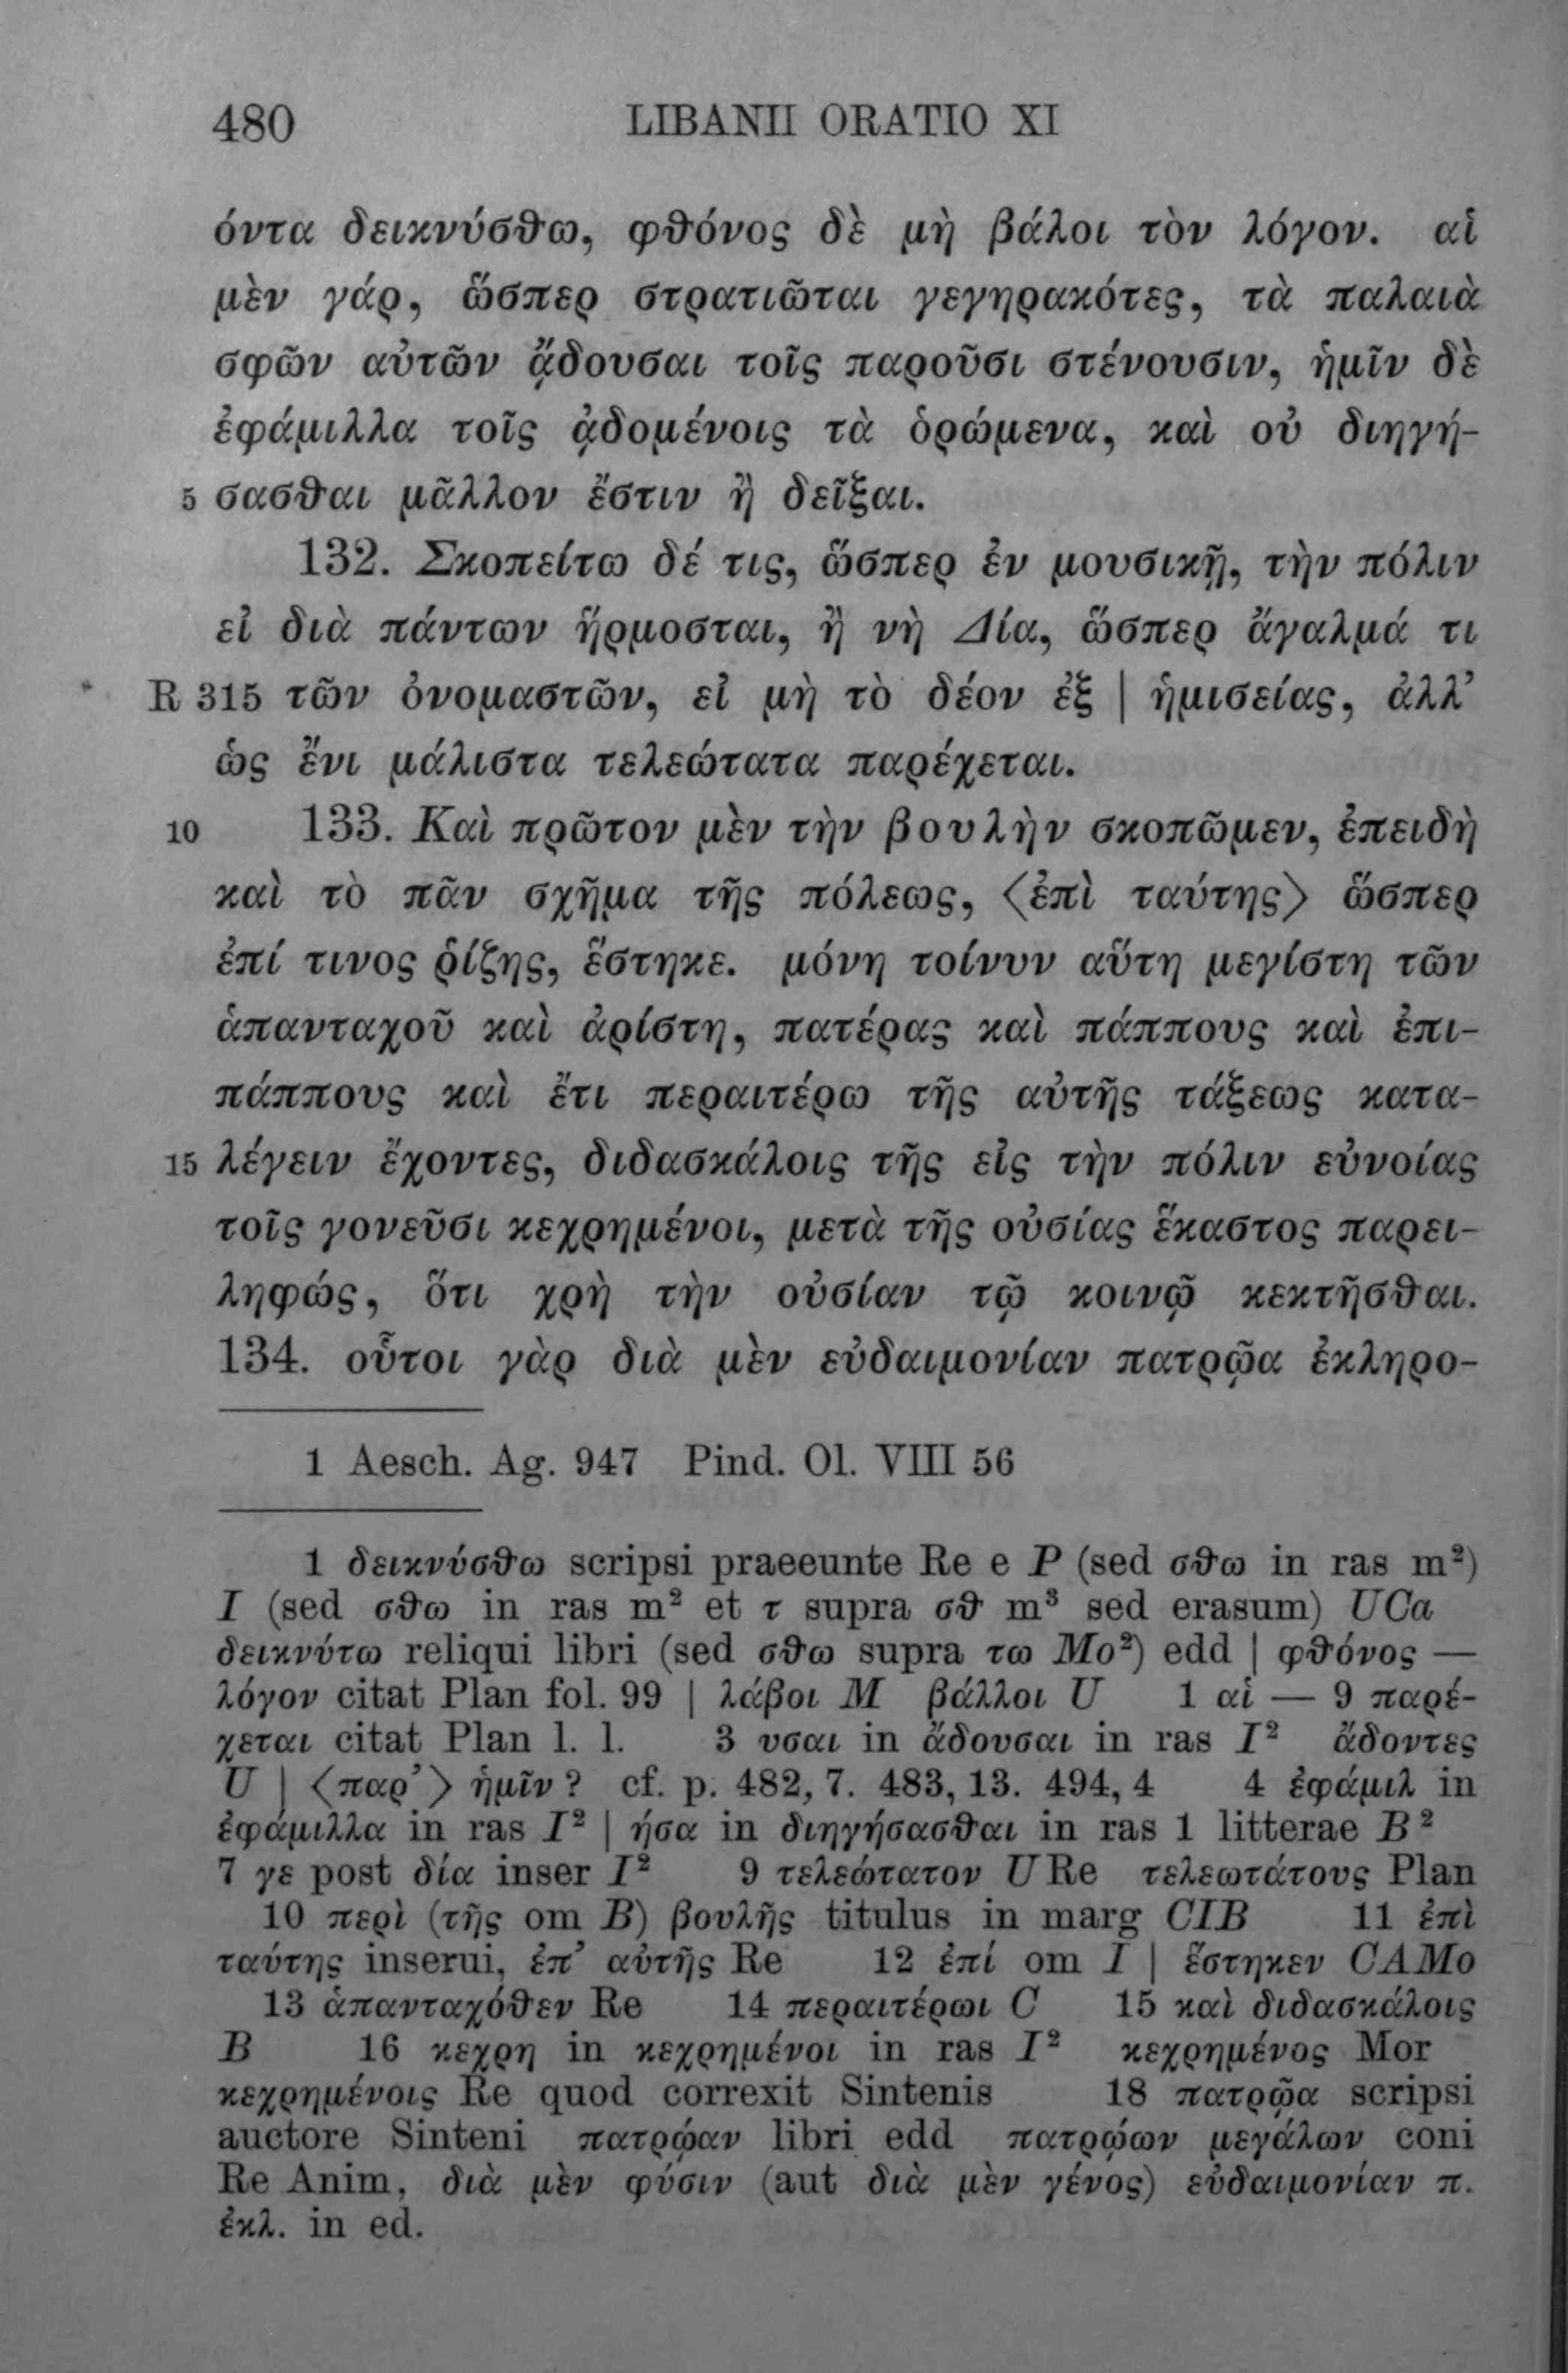 480 LIBANII ORATIO XI
όντα δεικνύσθω, φθόνος δὲ μὴ βάλοι τὸν λόγον. αἱ
μὲν γάρ, ὥσπερ στρατιῶται γεγηρακότες, τὰ παλαιὰ
σφῶν αὐτῶν ᾄδουσαι τοῖς παροῦσι στένουσιν, ἡμῖν δὲ
ἐφάμιλλα τοῖς ᾀδομένοις τὰ ὁρώμενα, καὶ οὐ διηγή-
5 σασθαι μᾶλλον ἔστιν ἢ δεῖξαι.
132. Σκοπείτω δέ τις, ὥσπερ ἐν μουσικῇ, τὴν πόλιν
εἰ διὰ πάντων ἥρμοσται, ἢ νὴ Δία, ὥσπερ ἄγαλμά τι
R 315 τῶν ὀνομαστῶν, εἰ μὴ τὸ δέον ἐξ | ἡμισείας, ἀλλ’
ὡς ἔνι μάλιστα τελεώτατα παρέχεται.
10 133. Καὶ πρῶτον μὲν τὴν βουλὴν σκοπῶμεν, ἐπειδὴ
καὶ τὸ πᾶν σχῆμα τῆς πόλεως, ⟨ἐπὶ ταύτης⟩ ὥσπερ
ἐπί τινος ῥίζης, ἕστηκε. μόνη τοίνυν αὕτη μεγίστη τῶν
ἁπανταχοῦ καὶ ἀρίστη, πατέρας καὶ πάππους καὶ ἐπι-
πάππους καὶ ἔτι περαιτέρω τῆς αὐτῆς τάξεως κατα-
15 λέγειν ἔχοντες, διδασκάλοις τῆς εἰς τὴν πόλιν εὐνοίας
τοῖς γονεῦσι κεχρημένοι, μετὰ τῆς οὐσίας ἕκαστος παρει-
ληφώς, ὅτι χρὴ τὴν οὐσίαν τῷ κοινῷ κεκτῆσθαι.
134. οὗτοι γὰρ διὰ μὲν εὐδαιμονίαν πατρῷα ἐκληρο-
1 Aesch. Ag. 947 Pind. Ol. VIII 56
1 δεικνύσθω scripsi praeeunte Re e P (sed σθω in ras m²)
I (sed σθω in ras m² et τ supra σθ m³ sed erasum) UCa
δεικνύτω reliqui libri (sed σθω supra τω Mo²) edd | φθόνος —
λόγον citat Plan fol. 99 | λάβοι M βάλλοι U 1 αἱ — 9 παρέ-
χεται citat Plan l. l. 3 υσαι in ᾄδουσαι in ras I² ᾄδοντες
U | ⟨παρ’⟩ ἡμῖν? cf. p. 482, 7. 483, 13. 494, 4 4 ἐφάμιλ in
ἐφάμιλλα in ras I² | ήσα in διηγήσασθαι in ras 1 litterae B²
7 γε post δία inser I² 9 τελεώτατον U Re τελεωτάτους Plan
10 περὶ (τῆς om B) βουλῆς titulus in marg CIB 11 ἐπὶ
ταύτης inserui, ἐπ’ αὐτῆς Re 12 ἐπί om I | ἕστηκεν CAMo
13 ἁπανταχόθεν Re 14 περαιτέρωι C 15 καὶ διδασκάλοις
B 16 κεχρη in κεχρημένοι in ras I² κεχρημένος Mor
κεχρημένοις Re quod correxit Sintenis 18 πατρῷα scripsi
auctore Sinteni πατρῴαν libri edd πατρῴων μεγάλων coni
Re Anim, διὰ μὲν φύσιν (aut διὰ μὲν γένος) εὐδαιμονίαν π.
ἐκλ. in ed.